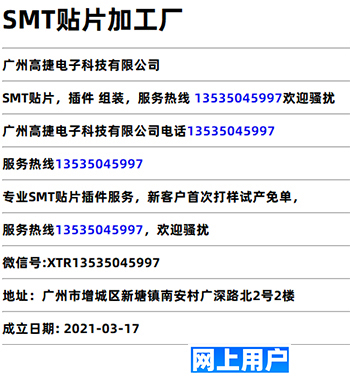 SMT贴片加工厂
广州高捷电子科技有限公司
SMT贴片，插件 组装，服务热线 13535045997欢迎骚扰
广州高捷电子科技有限公司电话13535045997
服务热线13535045997
专业SMT贴片插件服务，新客户首次打样试产免单，
服务热线13535045997，欢迎骚扰
微信号:XTR13535045997
地址：广州市增城区新塘镇南安村广深路北2号2楼
成立日期: 2021-03-17
网上用户